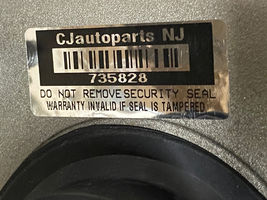 CJautoparts NJ
735828
DO NOT REMOVE SECURITY SEAL
WARRANTY INVALID IF SEAL IS TAMPERED